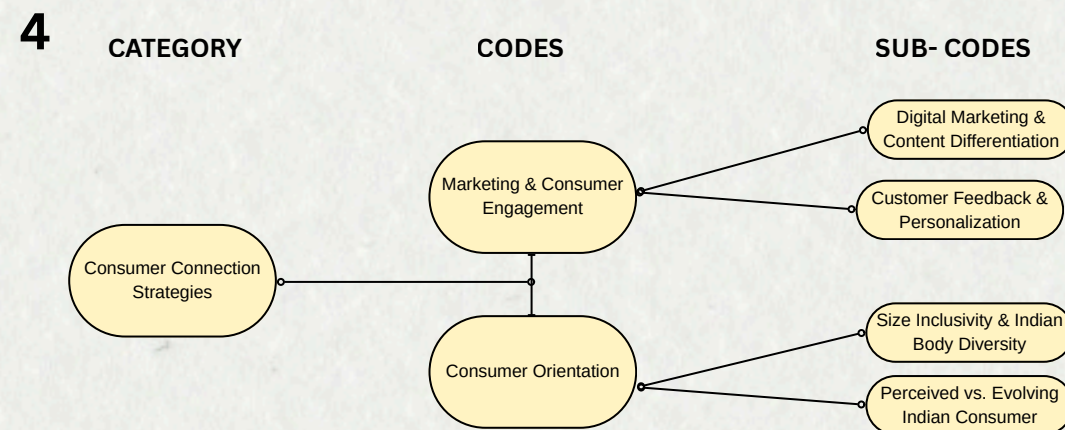 4
CATEGORY
CODES
SUB- CODES
Digital Marketing &
Content Differentiation
Marketing & Consumer
Engagement
Customer Feedback &
Personalization
Consumer Connection
Strategies
Size Inclusivity & Indian
Body Diversity
Consumer Orientation
Perceived vs. Evolving
Indian Consumer